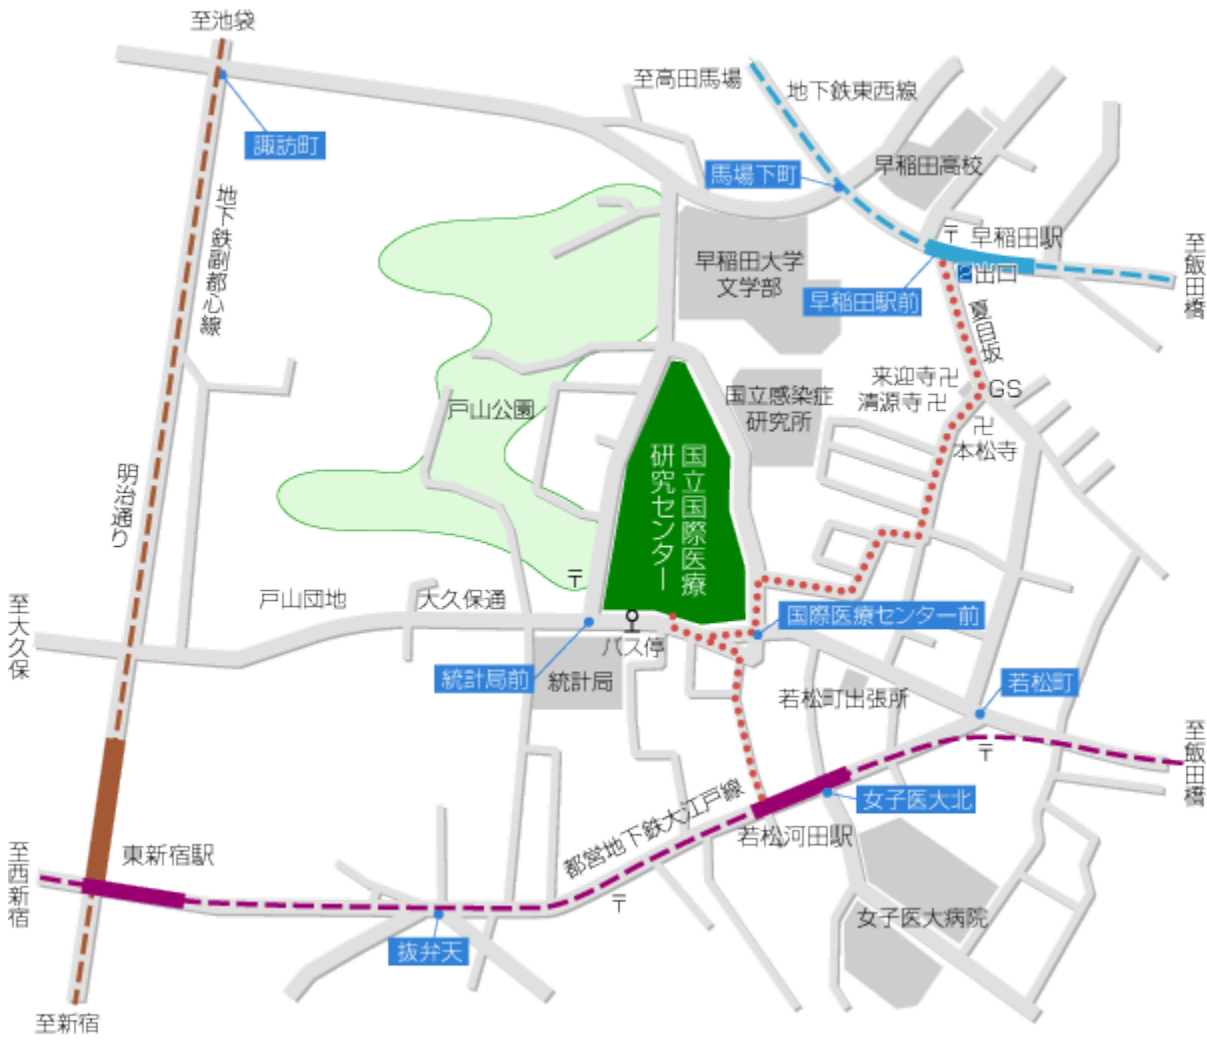 至池袋
至高田馬場
地下鉄東西線
諏訪町
馬場下町
早稲田高校
地下鉄副都心線
〒
早稲田駅
至飯田橋
早稲田大学
文学部
出口
早稲田駅前
夏目坂
来迎寺卍
清源寺卍
GS
国立感染症
研究所
戸山公園
卍
本松寺
国立国際医療
研究センター
明治通り
〒
至大久保
戸山団地
大久保通
国際医療センター前
バス停
統計局前
統計局
若松町
若松町出張所
〒
至飯田橋
女子医大北
都営地下鉄大江戸線
若松河田駅
東新宿駅
至西新宿
〒
女子医大病院
抜弁天
至新宿